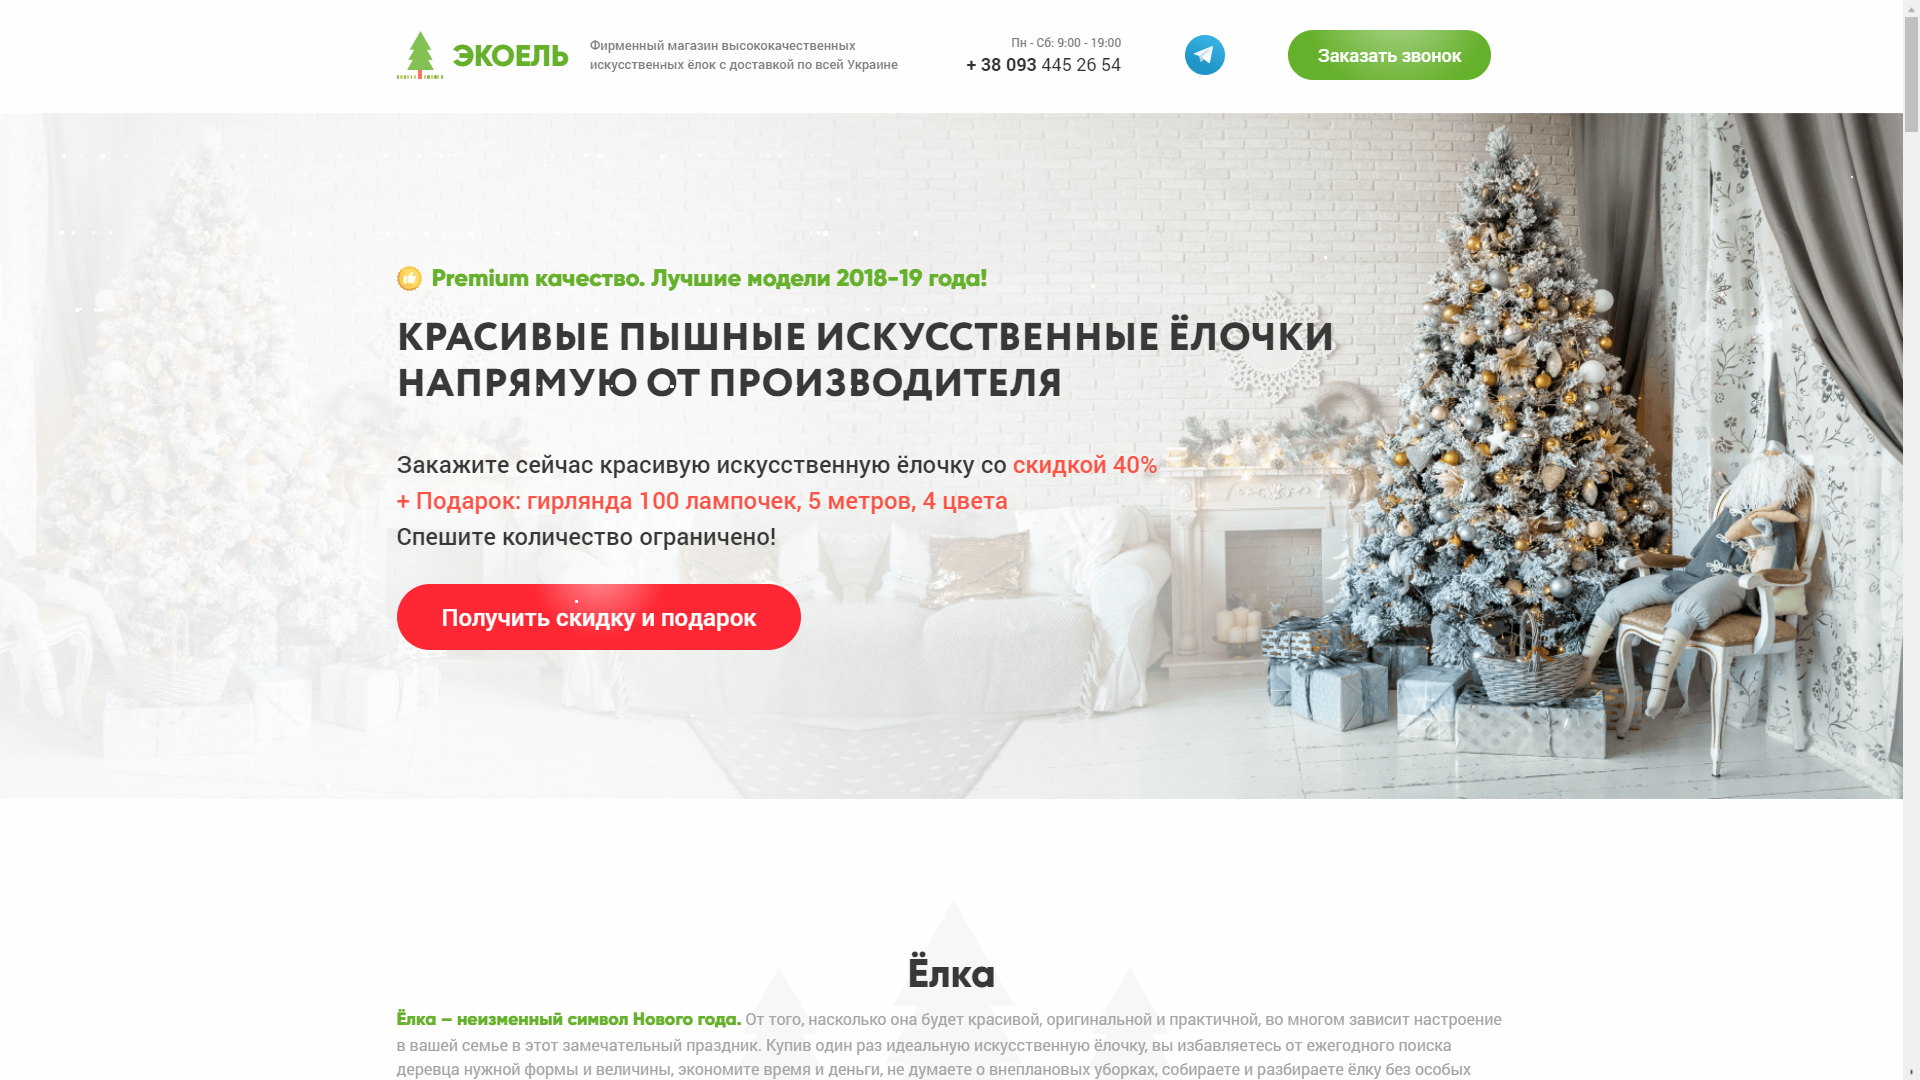 ЭКОЕЛЬ
Фирменный магазин высококачественных
искусственных ёлок с доставкой по всей Украине
Пн - Сб: 9:00 - 19:00
+ 38 093 445 26 54
Заказать звонок
Premium качество. Лучшие модели 2018-19 года!
КРАСИВЫЕ ПЫШНЫЕ ИСКУССТВЕННЫЕ ЁЛОЧКИ
НАПРЯМУЮ ОТ ПРОИЗВОДИТЕЛЯ
Закажите сейчас красивую искусственную ёлочку со скидкой 40%
+ Подарок: гирлянда 100 лампочек, 5 метров, 4 цвета
Спешите количество ограничено!
Получить скидку и подарок
Ёлка
Ёлка – неизменный символ Нового года. От того, насколько она будет красивой, оригинальной и практичной, во многом зависит настроение
в вашей семье в этот замечательный праздник. Купив один раз идеальную искусственную ёлочку, вы избавляетесь от ежегодного поиска
деревца нужной формы и величины, экономите время и деньги, не думаете о внеплановых уборках, собираете и разбираете ёлку без особых